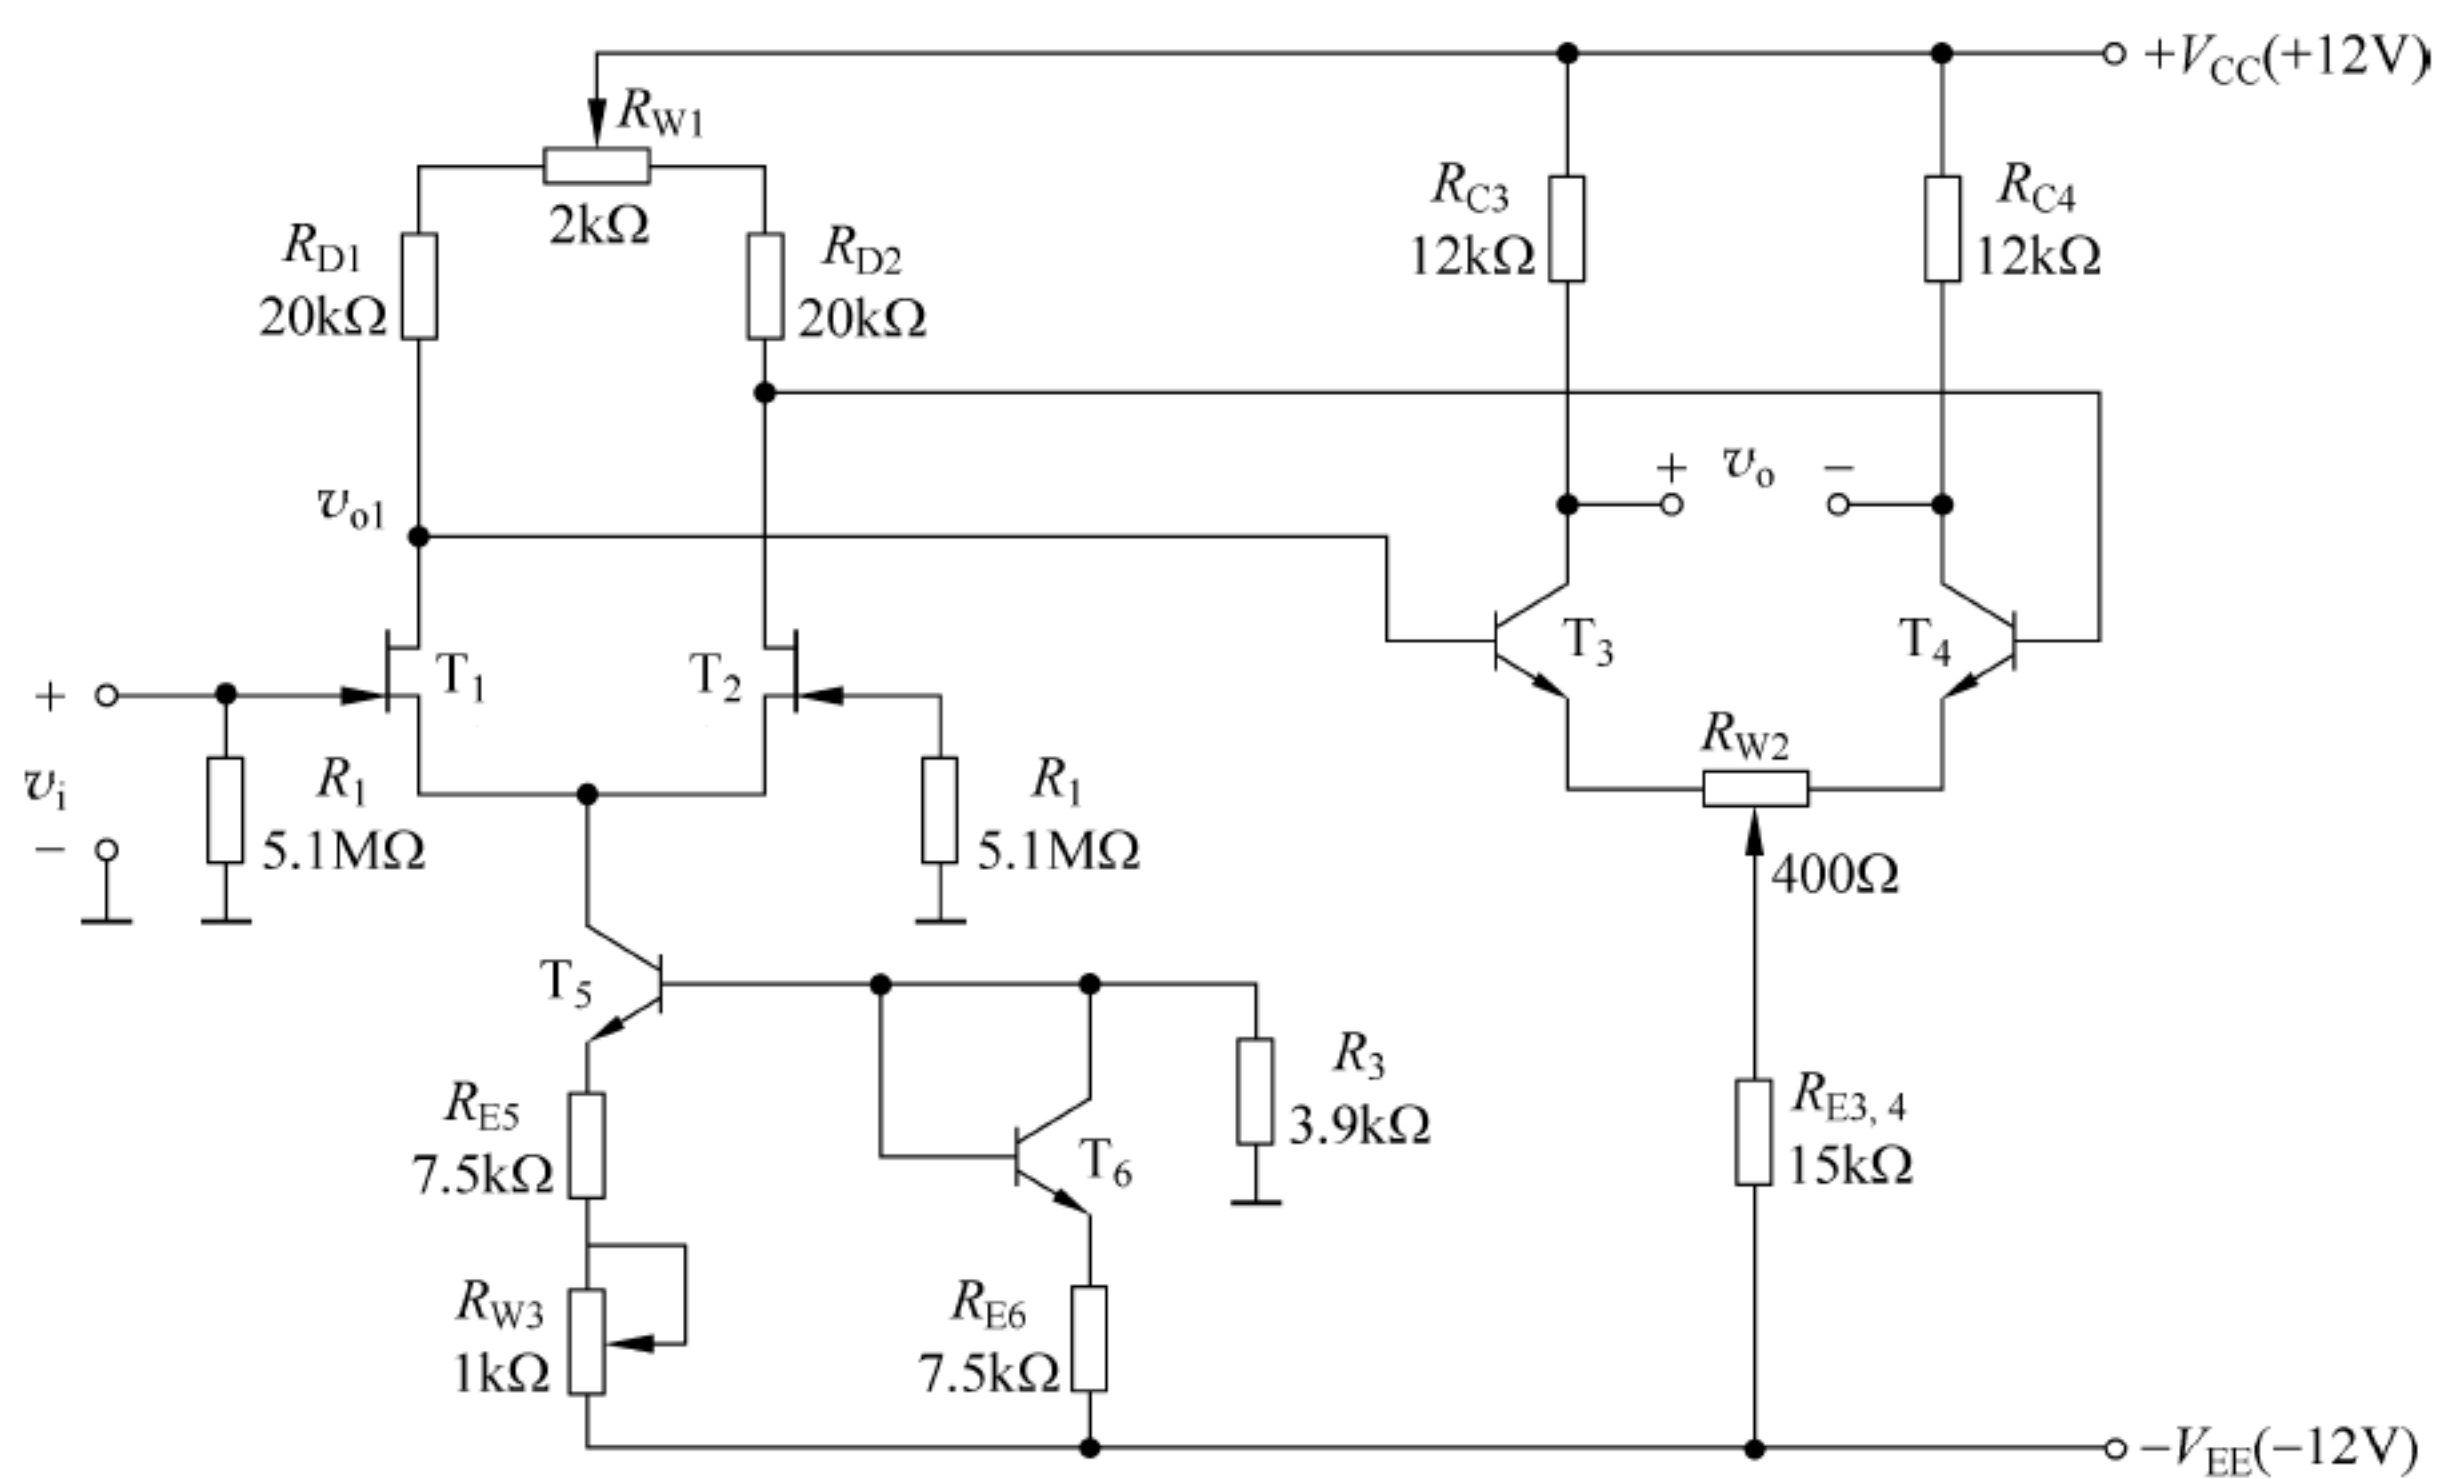 +V_CC(+12V)
R_W1
2kΩ
R_D1
20kΩ
R_D2
20kΩ
R_C3
12kΩ
R_C4
12kΩ
v_o1
+ v_o −
T_1
T_2
T_3
T_4
+
v_i
−
R_1
5.1MΩ
R_1
5.1MΩ
R_W2
400Ω
T_5
R_E5
7.5kΩ
R_3
3.9kΩ
T_6
R_E3, 4
15kΩ
R_W3
1kΩ
R_E6
7.5kΩ
−V_EE(−12V)